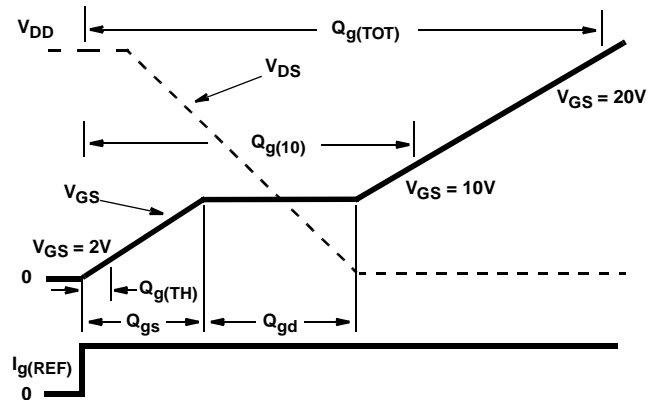 V_DD
Q_g(TOT)
V_DS
V_GS = 20V
Q_g(10)
V_GS
V_GS = 10V
V_GS = 2V
0
Q_g(TH)
Q_gs
Q_gd
I_g(REF)
0